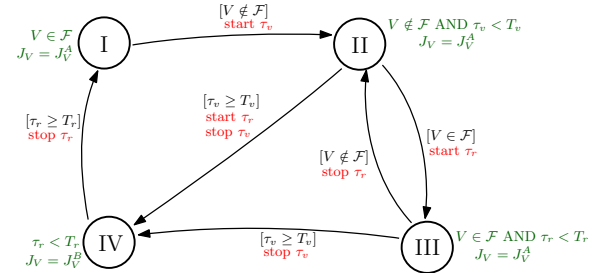 [V ∉ F]
start τ_v
I
V ∈ F
J_V = J_V^A
II
V ∉ F AND τ_v < T_v
J_V = J_V^A
[τ_r ≥ T_r]
stop τ_r
[τ_v ≥ T_v]
start τ_r
stop τ_v
[V ∉ F]
stop τ_r
[V ∈ F]
start τ_r
IV
τ_r < T_r
J_V = J_V^B
[τ_v ≥ T_v]
stop τ_v
III
V ∈ F AND τ_r < T_r
J_V = J_V^A